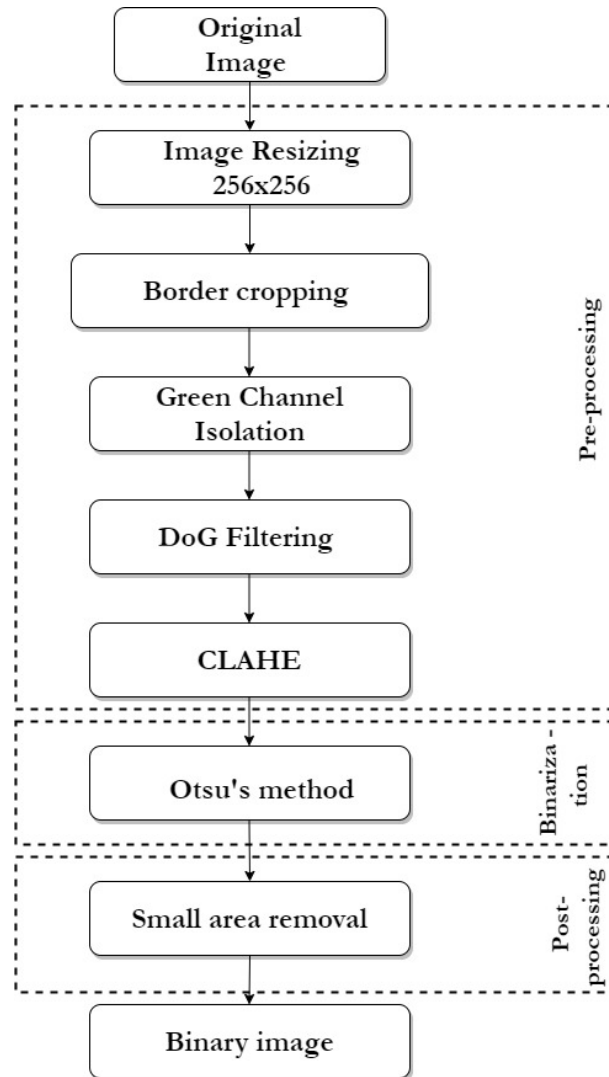 Original
Image
Image Resizing
256x256
Border cropping
Green Channel
Isolation
DoG Filtering
CLAHE
Pre-processing
Otsu's method
Binariza -
tion
Small area removal
Post-
processing
Binary image